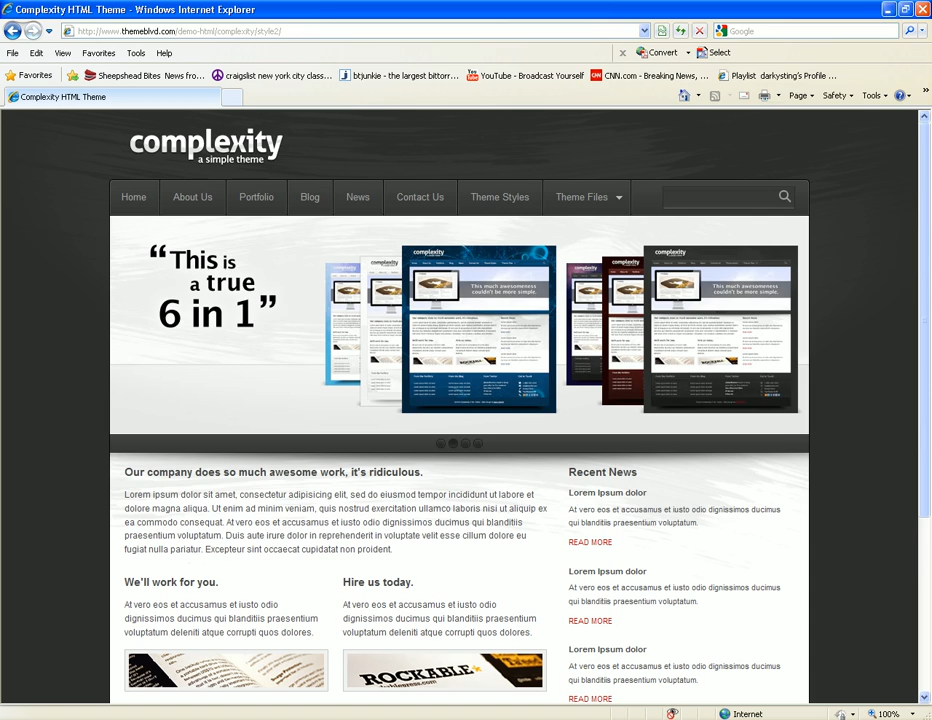 Complexity HTML Theme - Windows Internet Explorer
http://www.themeblvd.com/demo-html/complexity/style2/
Google
File Edit View Favorites Tools Help
Convert Select
Favorites Sheepshead Bites News fro... craigslist new york city class... btjunkie - the largest bittorr... YouTube - Broadcast Yourself CNN.com - Breaking News, ... Playlist darkysting's Profile ...
Complexity HTML Theme
Page Safety Tools
complexity
a simple theme
Home About Us Portfolio Blog News Contact Us Theme Styles Theme Files
“This is
a true
6 in 1”
complexity
This much awesomeness
couldn't be more simple.
complexity
This much awesomeness
couldn't be more simple.
Our company does so much awesome work, it's ridiculous.
Lorem ipsum dolor sit amet, consectetur adipisicing elit, sed do eiusmod tempor incididunt ut labore et
dolore magna aliqua. Ut enim ad minim veniam, quis nostrud exercitation ullamco laboris nisi ut aliquip ex
ea commodo consequat. At vero eos et accusamus et iusto odio dignissimos ducimus qui blanditiis
praesentium voluptatum. Duis aute irure dolor in reprehenderit in voluptate velit esse cillum dolore eu
fugiat nulla pariatur. Excepteur sint occaecat cupidatat non proident.
We'll work for you.
At vero eos et accusamus et iusto odio
dignissimos ducimus qui blanditiis praesentium
voluptatum deleniti atque corrupti quos dolores.
Hire us today.
At vero eos et accusamus et iusto odio
dignissimos ducimus qui blanditiis praesentium
voluptatum deleniti atque corrupti quos dolores.
ROCKABLE
Recent News
Lorem Ipsum dolor
At vero eos et accusamus et iusto odio dignissimos ducimus
qui blanditiis praesentium voluptatum.
READ MORE
Lorem Ipsum dolor
At vero eos et accusamus et iusto odio dignissimos ducimus
qui blanditiis praesentium voluptatum.
READ MORE
Lorem Ipsum dolor
At vero eos et accusamus et iusto odio dignissimos ducimus
qui blanditiis praesentium voluptatum.
READ MORE
Internet 100%